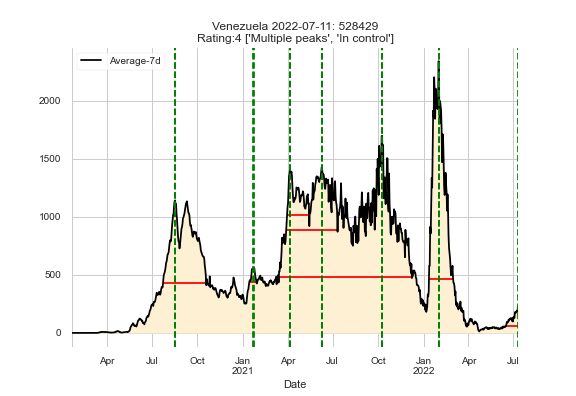 Venezuela 2022-07-11: 528429
Rating:4 ['Multiple peaks', 'In control']
Average-7d
2000
1500
1000
500
0
Apr Jul Oct Jan Apr Jul Oct Jan Apr Jul
2021 2022
Date